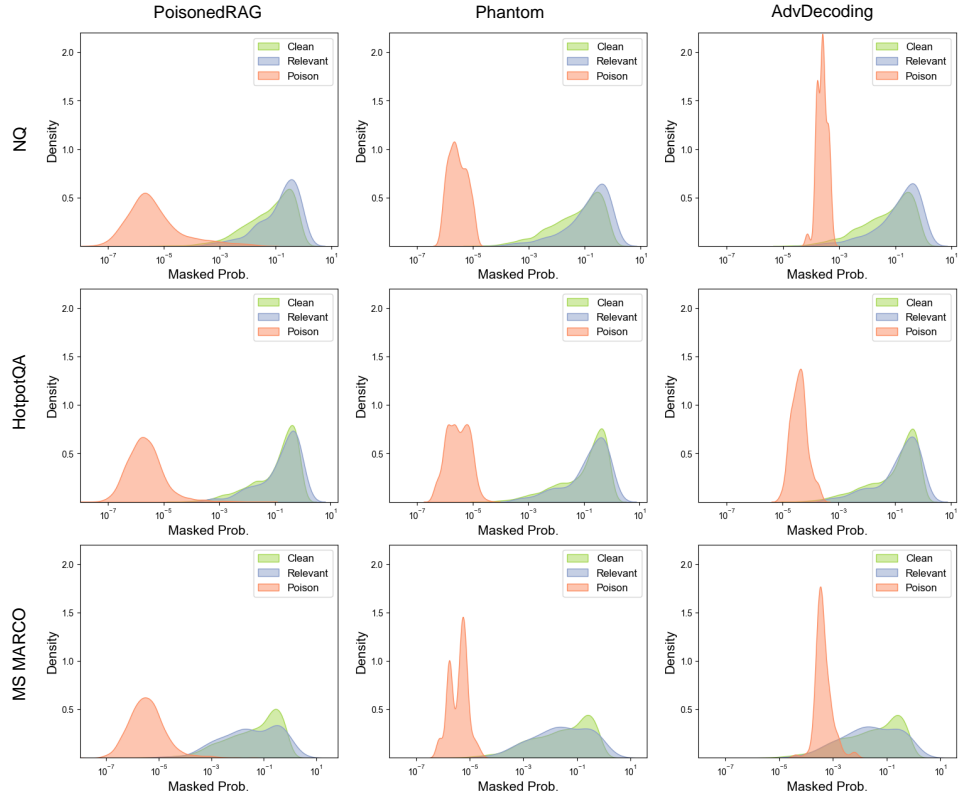 PoisonedRAG
Phantom
AdvDecoding
NQ
Density
2.0
1.5
1.0
0.5
Clean
Relevant
Poison
10⁻⁷
10⁻⁵
10⁻³
10⁻¹
10¹
Masked Prob.
Density
2.0
1.5
1.0
0.5
Clean
Relevant
Poison
10⁻⁷
10⁻⁵
10⁻³
10⁻¹
10¹
Masked Prob.
Density
2.0
1.5
1.0
0.5
Clean
Relevant
Poison
10⁻⁷
10⁻⁵
10⁻³
10⁻¹
10¹
Masked Prob.
HotpotQA
Density
2.0
1.5
1.0
0.5
Clean
Relevant
Poison
10⁻⁷
10⁻⁵
10⁻³
10⁻¹
10¹
Masked Prob.
Density
2.0
1.5
1.0
0.5
Clean
Relevant
Poison
10⁻⁷
10⁻⁵
10⁻³
10⁻¹
10¹
Masked Prob.
Density
2.0
1.5
1.0
0.5
Clean
Relevant
Poison
10⁻⁷
10⁻⁵
10⁻³
10⁻¹
10¹
Masked Prob.
MS MARCO
Density
2.0
1.5
1.0
0.5
Clean
Relevant
Poison
10⁻⁷
10⁻⁵
10⁻³
10⁻¹
10¹
Masked Prob.
Density
2.0
1.5
1.0
0.5
Clean
Relevant
Poison
10⁻⁷
10⁻⁵
10⁻³
10⁻¹
10¹
Masked Prob.
Density
2.0
1.5
1.0
0.5
Clean
Relevant
Poison
10⁻⁷
10⁻⁵
10⁻³
10⁻¹
10¹
Masked Prob.